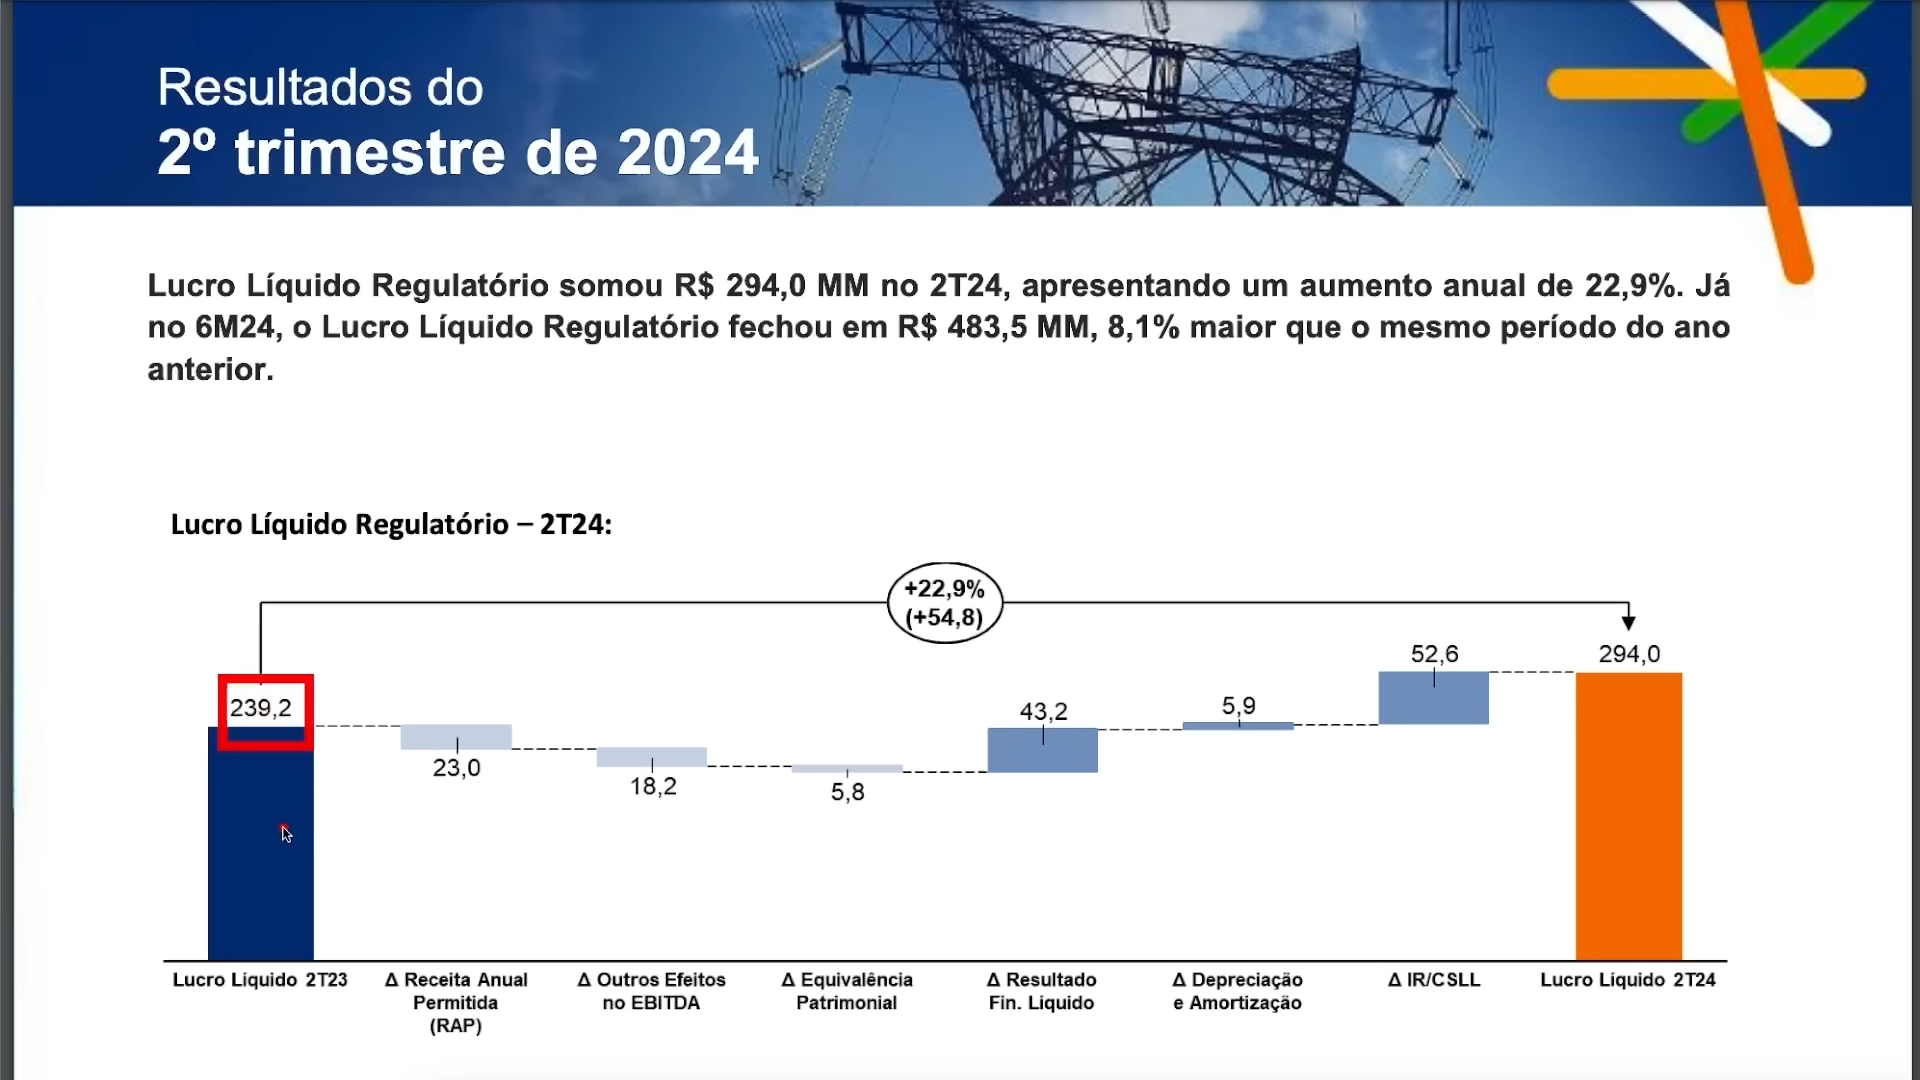 Resultados do
2º trimestre de 2024
Lucro Líquido Regulatório somou R$ 294,0 MM no 2T24, apresentando um aumento anual de 22,9%. Já
no 6M24, o Lucro Líquido Regulatório fechou em R$ 483,5 MM, 8,1% maior que o mesmo período do ano
anterior.
Lucro Líquido Regulatório – 2T24:
+22,9%
(+54,8)
239,2
23,0
18,2
5,8
43,2
5,9
52,6
294,0
Lucro Líquido 2T23
Δ Receita Anual
Permitida
(RAP)
Δ Outros Efeitos
no EBITDA
Δ Equivalência
Patrimonial
Δ Resultado
Fin. Líquido
Δ Depreciação
e Amortização
Δ IR/CSLL
Lucro Líquido 2T24